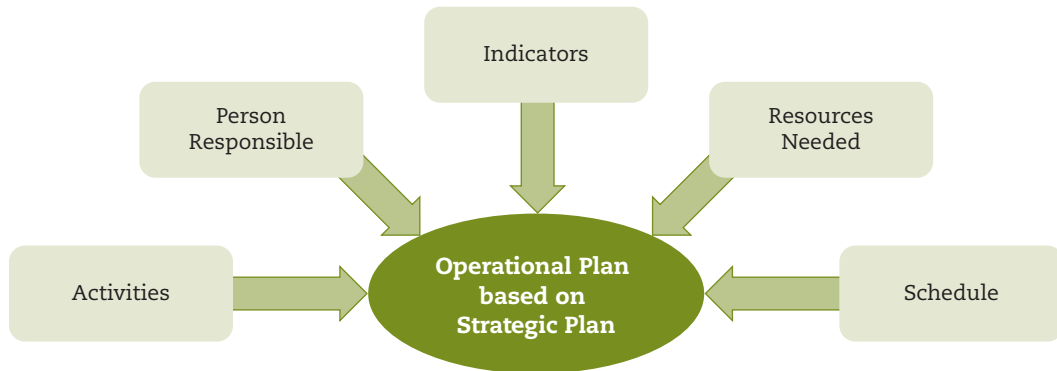 Indicators
Person
Responsible
Resources
Needed
Activities
Operational Plan
based on
Strategic Plan
Schedule